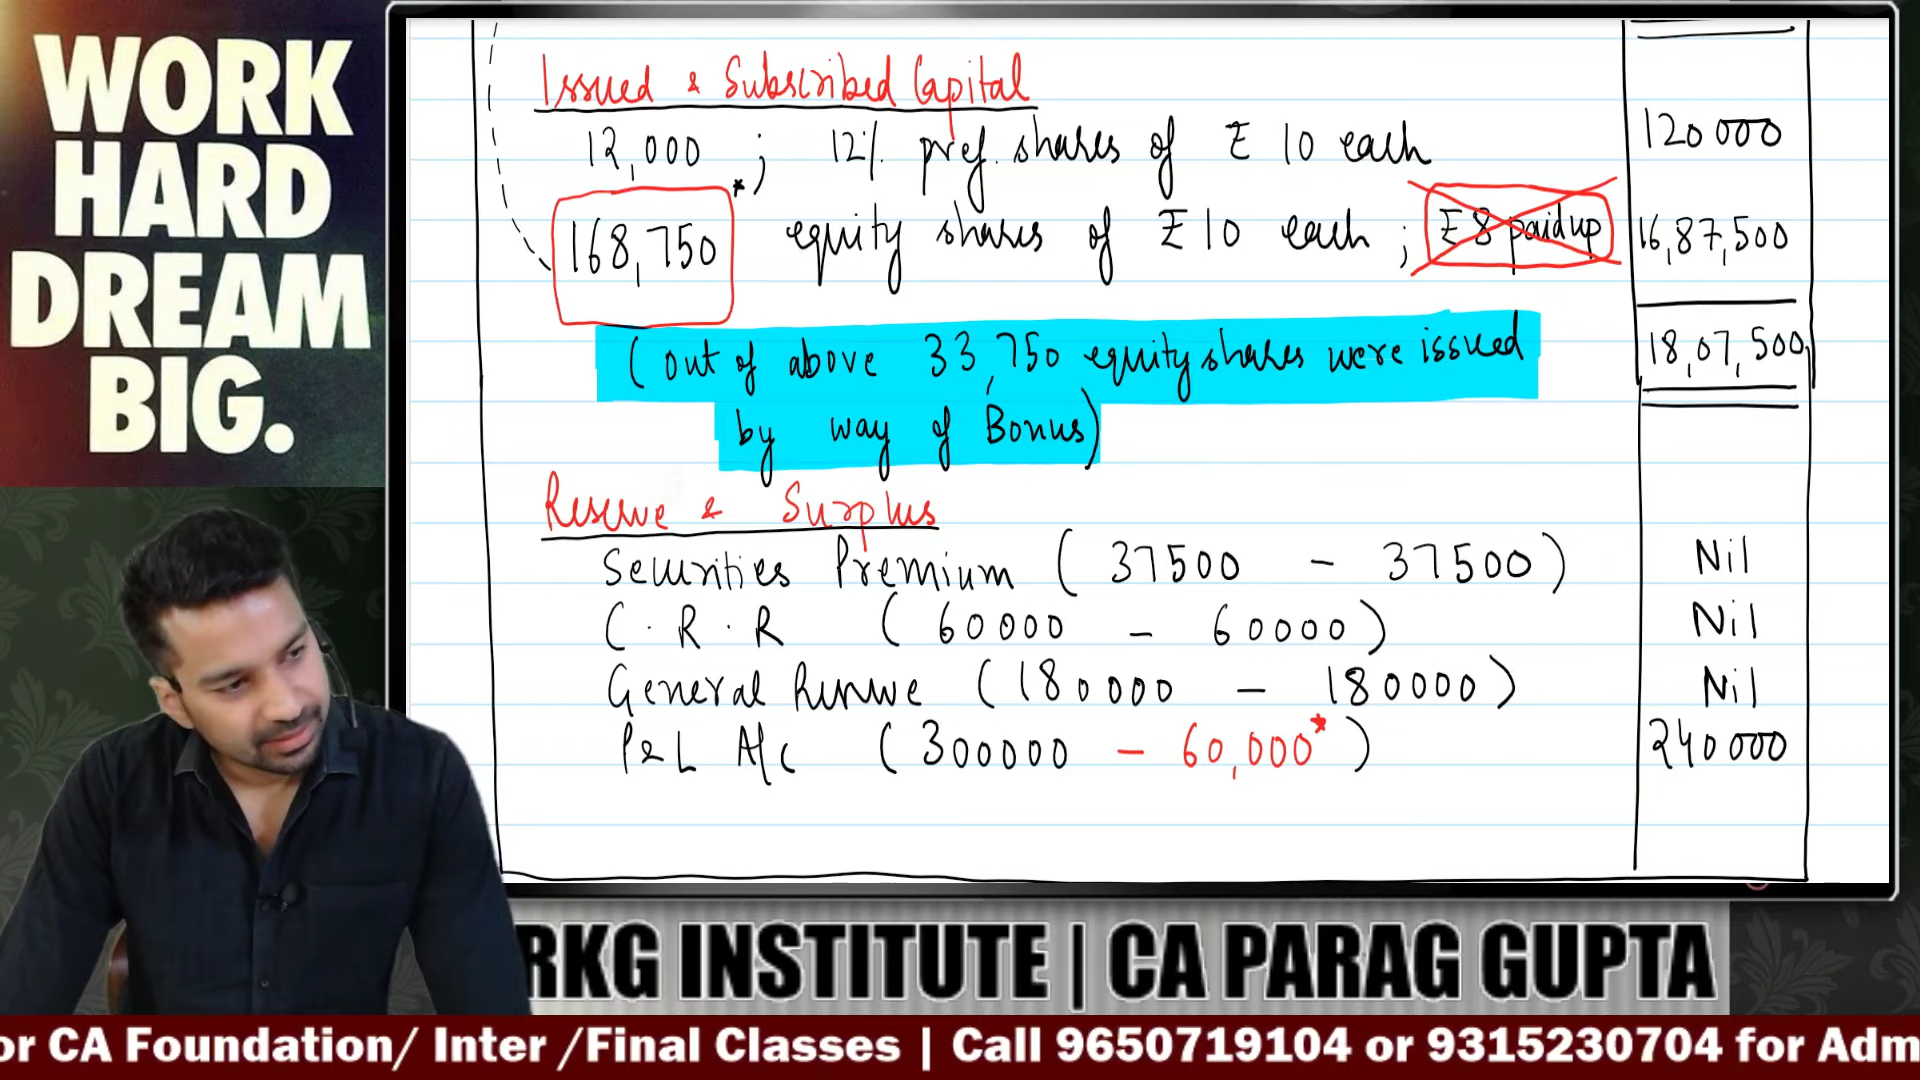 WORK
HARD
DREAM
BIG.
Issued & Subscribed Capital
12,000 ; 12% pref. shares of ₹ 10 each 120000
168,750 * equity shares of ₹10 each ; ₹8 paidup 16,87,500
(out of above 33,750 equity shares were issued 18,07,500
by way of Bonus)
Reserve & Surplus
Securities Premium (37500 - 37500) Nil
C.R.R (60000 - 60000) Nil
General Reserve (180000 - 180000) Nil
P&L A/c (300000 - 60,000*) 240000
RKG INSTITUTE | CA PARAG GUPTA
or CA Foundation/ Inter /Final Classes | Call 9650719104 or 9315230704 for Adm